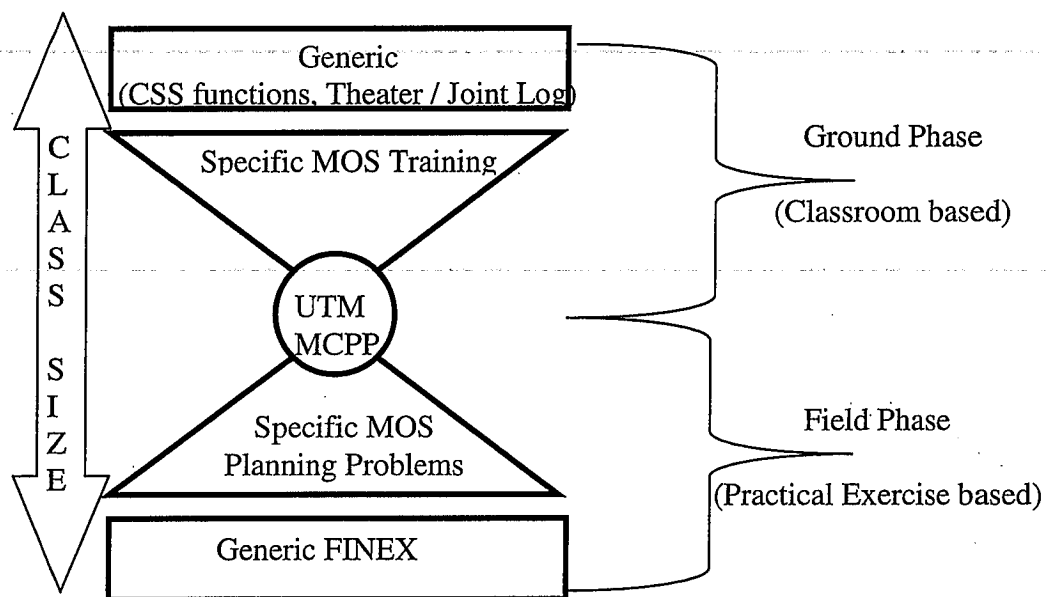 Generic
(CSS functions, Theater / Joint Log)
CLASS SIZE
Specific MOS Training
Ground Phase
(Classroom based)
UTM
MCPP
Specific MOS
Planning Problems
Field Phase
(Practical Exercise based)
Generic FINEX